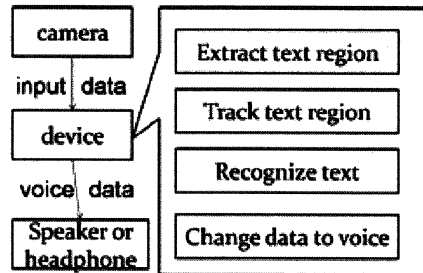 camera
input data
device
voice data
Speaker or
headphone
Extract text region
Track text region
Recognize text
Change data to voice